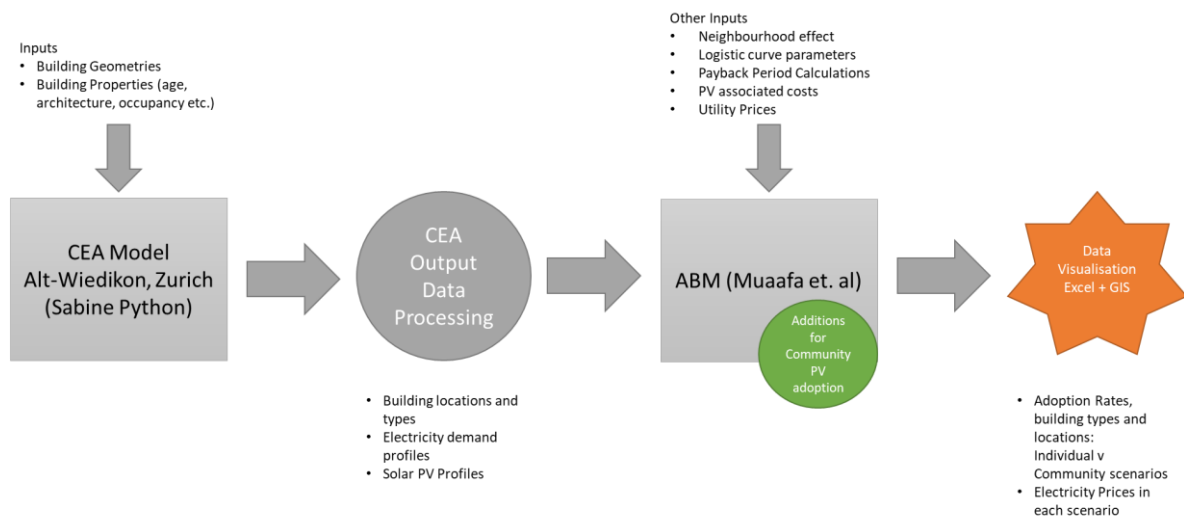 Inputs
• Building Geometries
• Building Properties (age,
architecture, occupancy etc.)
Other Inputs
• Neighbourhood effect
• Logistic curve parameters
• Payback Period Calculations
• PV associated costs
• Utility Prices
CEA Model
Alt-Wiedikon, Zurich
(Sabine Python)
CEA
Output
Data
Processing
ABM (Muaafa et. al)
Additions
for
Community
PV
adoption
Data
Visualisation
Excel + GIS
• Building locations and
types
• Electricity demand
profiles
• Solar PV Profiles
• Adoption Rates,
building types and
locations:
Individual v
Community scenarios
• Electricity Prices in
each scenario